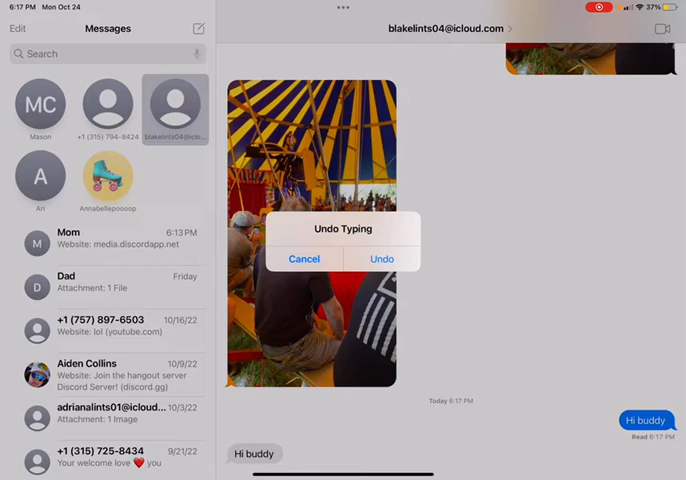 6:17 PM Mon Oct 24
37%
Edit
Messages
Search
MC
Mason
+1 (315) 794-8424
blakelints04@iclo...
A
Ari
Annabellepoooop
M
Mom
6:13 PM
Website: media.discordapp.net
D
Dad
Friday
Attachment: 1 File
+1 (757) 897-6503
10/16/22
Website: lol (youtube.com)
Aiden Collins
10/9/22
Website: Join the hangout server
Discord Server! (discord.gg)
adrianalints01@icloud...
10/3/22
Attachment: 1 Image
+1 (315) 725-8434
9/21/22
Your welcome love ❤️ you
blakelints04@icloud.com
Undo Typing
Cancel
Undo
Today 6:17 PM
Hi buddy
Read 6:17 PM
Hi buddy